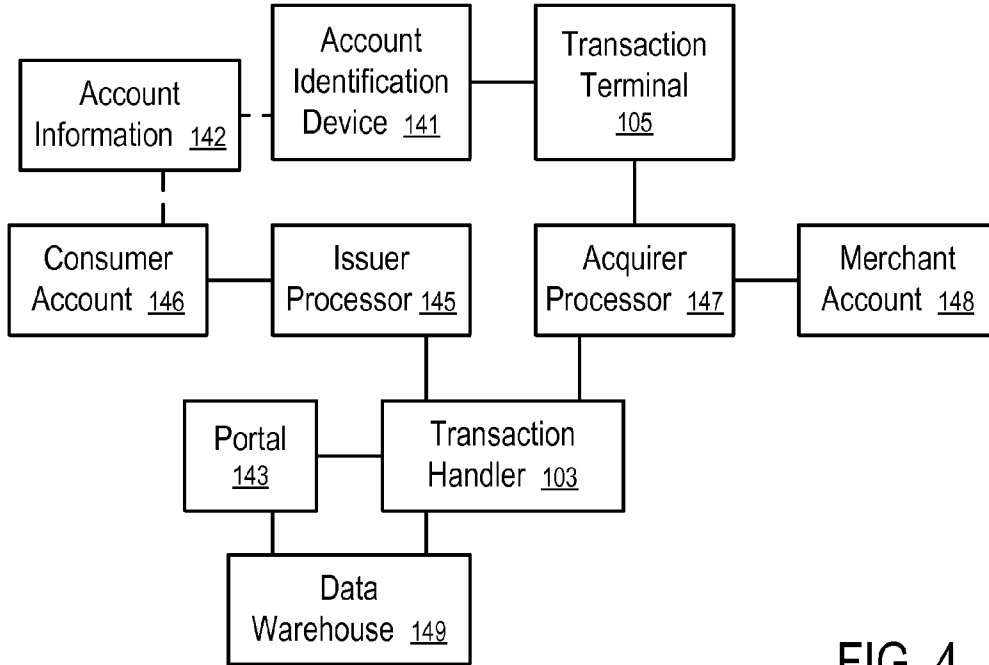 Account
Identification
Device 141
Transaction
Terminal
105
Account
Information 142
Consumer
Account 146
Issuer
Processor 145
Acquirer
Processor 147
Merchant
Account 148
Portal
143
Transaction
Handler 103
Data
Warehouse 149
FIG. 4